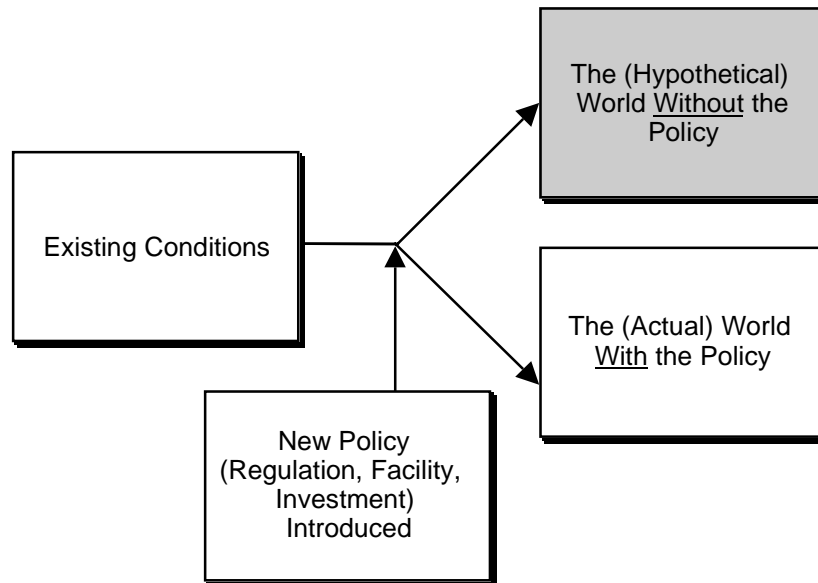 The (Hypothetical)
World Without the
Policy
Existing Conditions
The (Actual) World
With the Policy
New Policy
(Regulation, Facility,
Investment)
Introduced